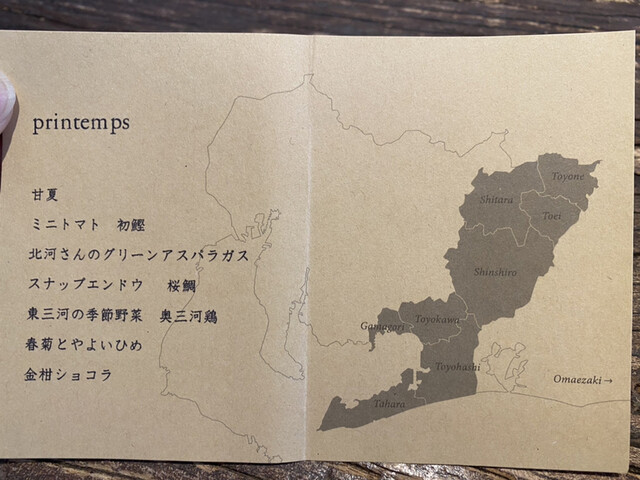 printemps
甘夏
ミニトマト 初鰹
北河さんのグリーンアスパラガス
スナップエンドウ 桜鯛
東三河の季節野菜 奥三河鶏
春菊とやよいひめ
金柑ショコラ
Toyone
Shitara
Toei
Shinshiro
Gamagori
Toyokawa
Toyohashi
Tahara
Omaezaki→